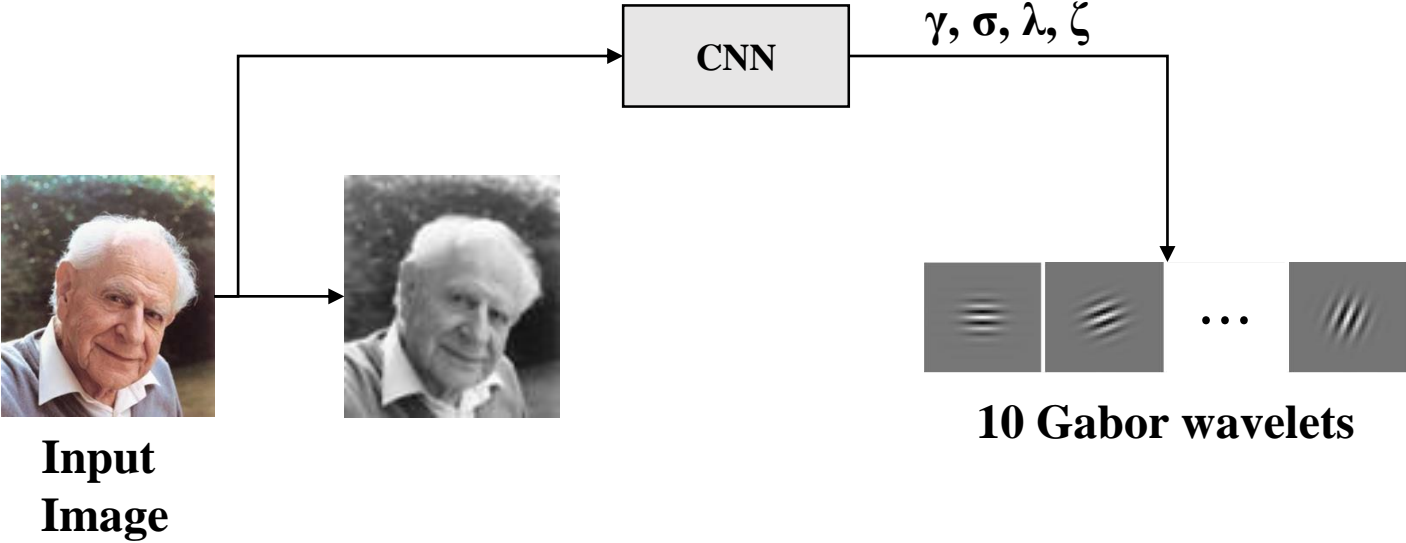 γ, σ, λ, ζ
CNN
...
10 Gabor wavelets
Input
Image